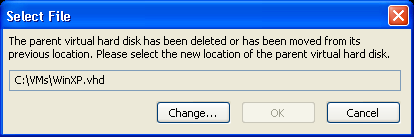 Select File
The parent virtual hard disk has been deleted or has been moved from its
previous location. Please select the new location of the parent virtual hard disk.
C:\VMs\WinXP.vhd
Change... OK Cancel